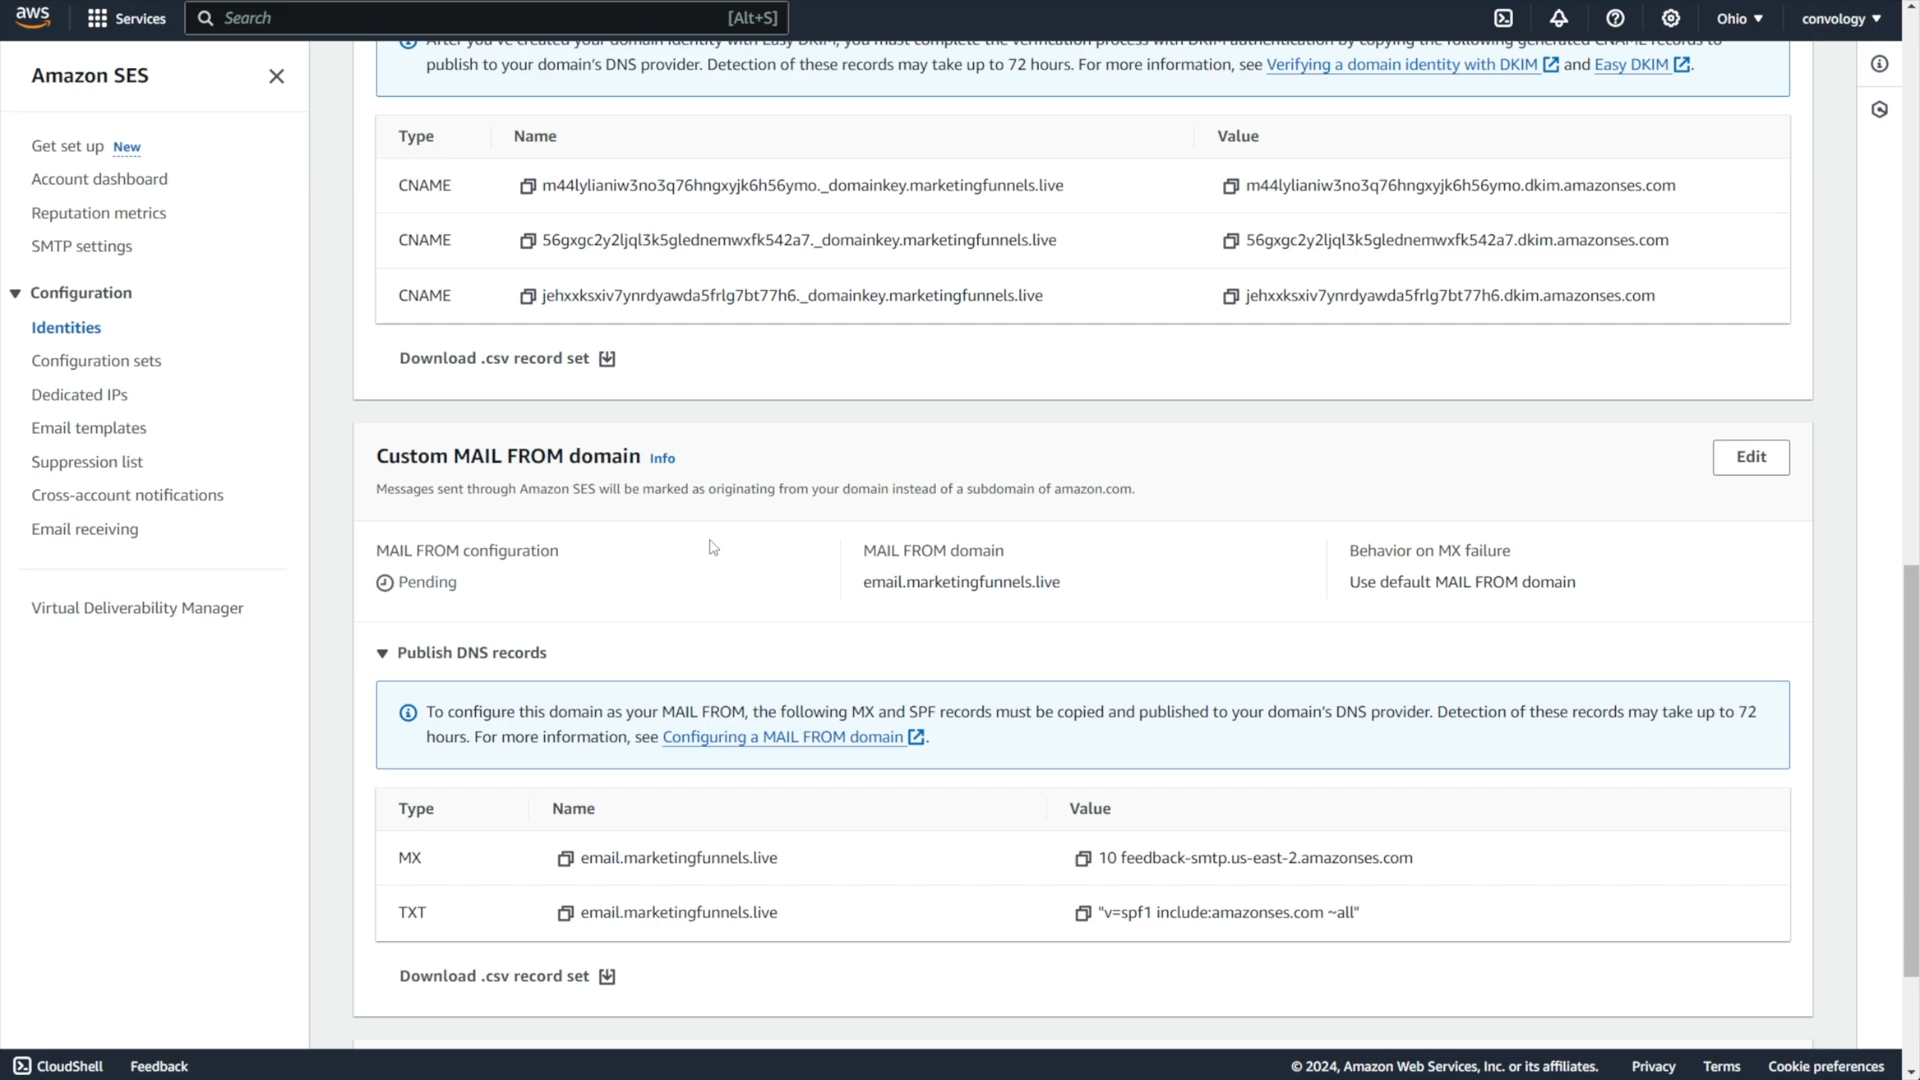 aws
Services
Search
[Alt+S]
Ohio ▼
convology ▼
Amazon SES
Get set up New
Account dashboard
Reputation metrics
SMTP settings
Configuration
Identities
Configuration sets
Dedicated IPs
Email templates
Suppression list
Cross-account notifications
Email receiving
Virtual Deliverability Manager
After you've created your domain identity with Easy DKIM, you must complete the verification process with DKIM authentication by copying the following generated CNAME records to
publish to your domain's DNS provider. Detection of these records may take up to 72 hours. For more information, see Verifying a domain identity with DKIM and Easy DKIM.
Type Name Value
CNAME m44lylianiw3no3q76hngxyjk6h56ymo._domainkey.marketingfunnels.live m44lylianiw3no3q76hngxyjk6h56ymo.dkim.amazonses.com
CNAME 56gxgc2y2ljql3k5glednemwxfk542a7._domainkey.marketingfunnels.live 56gxgc2y2ljql3k5glednemwxfk542a7.dkim.amazonses.com
CNAME jehxxksxiv7ynrdyawda5frlg7bt77h6._domainkey.marketingfunnels.live jehxxksxiv7ynrdyawda5frlg7bt77h6.dkim.amazonses.com
Download .csv record set
Custom MAIL FROM domain Info
Edit
Messages sent through Amazon SES will be marked as originating from your domain instead of a subdomain of amazon.com.
MAIL FROM configuration MAIL FROM domain Behavior on MX failure
Pending email.marketingfunnels.live Use default MAIL FROM domain
Publish DNS records
To configure this domain as your MAIL FROM, the following MX and SPF records must be copied and published to your domain's DNS provider. Detection of these records may take up to 72
hours. For more information, see Configuring a MAIL FROM domain.
Type Name Value
MX email.marketingfunnels.live 10 feedback-smtp.us-east-2.amazonses.com
TXT email.marketingfunnels.live "v=spf1 include:amazonses.com ~all"
Download .csv record set
CloudShell Feedback © 2024, Amazon Web Services, Inc. or its affiliates. Privacy Terms Cookie preferences